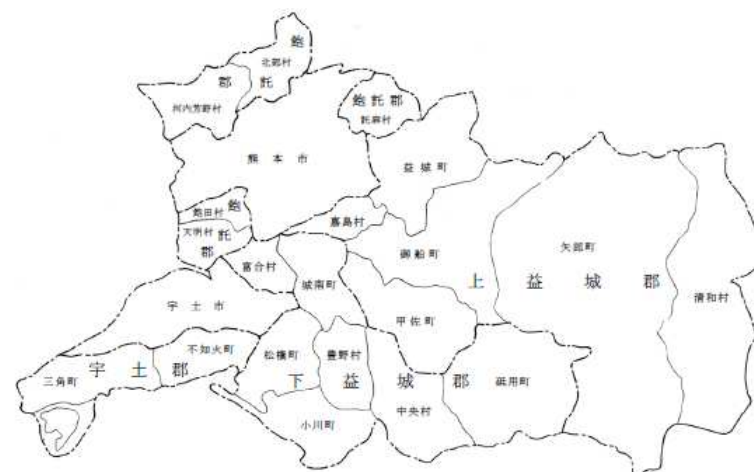 飽託郡
北部村
河内芳野村
飽託郡
託麻村
熊本市
益城町
飽託郡
飽田村
天明村
嘉島村
御船町
矢部町
上益城郡
清和村
富合村
城南町
宇土市
甲佐町
不知火町
松橋町
豊野村
宇土郡
三角町
下益城郡
砥用町
中央村
小川町